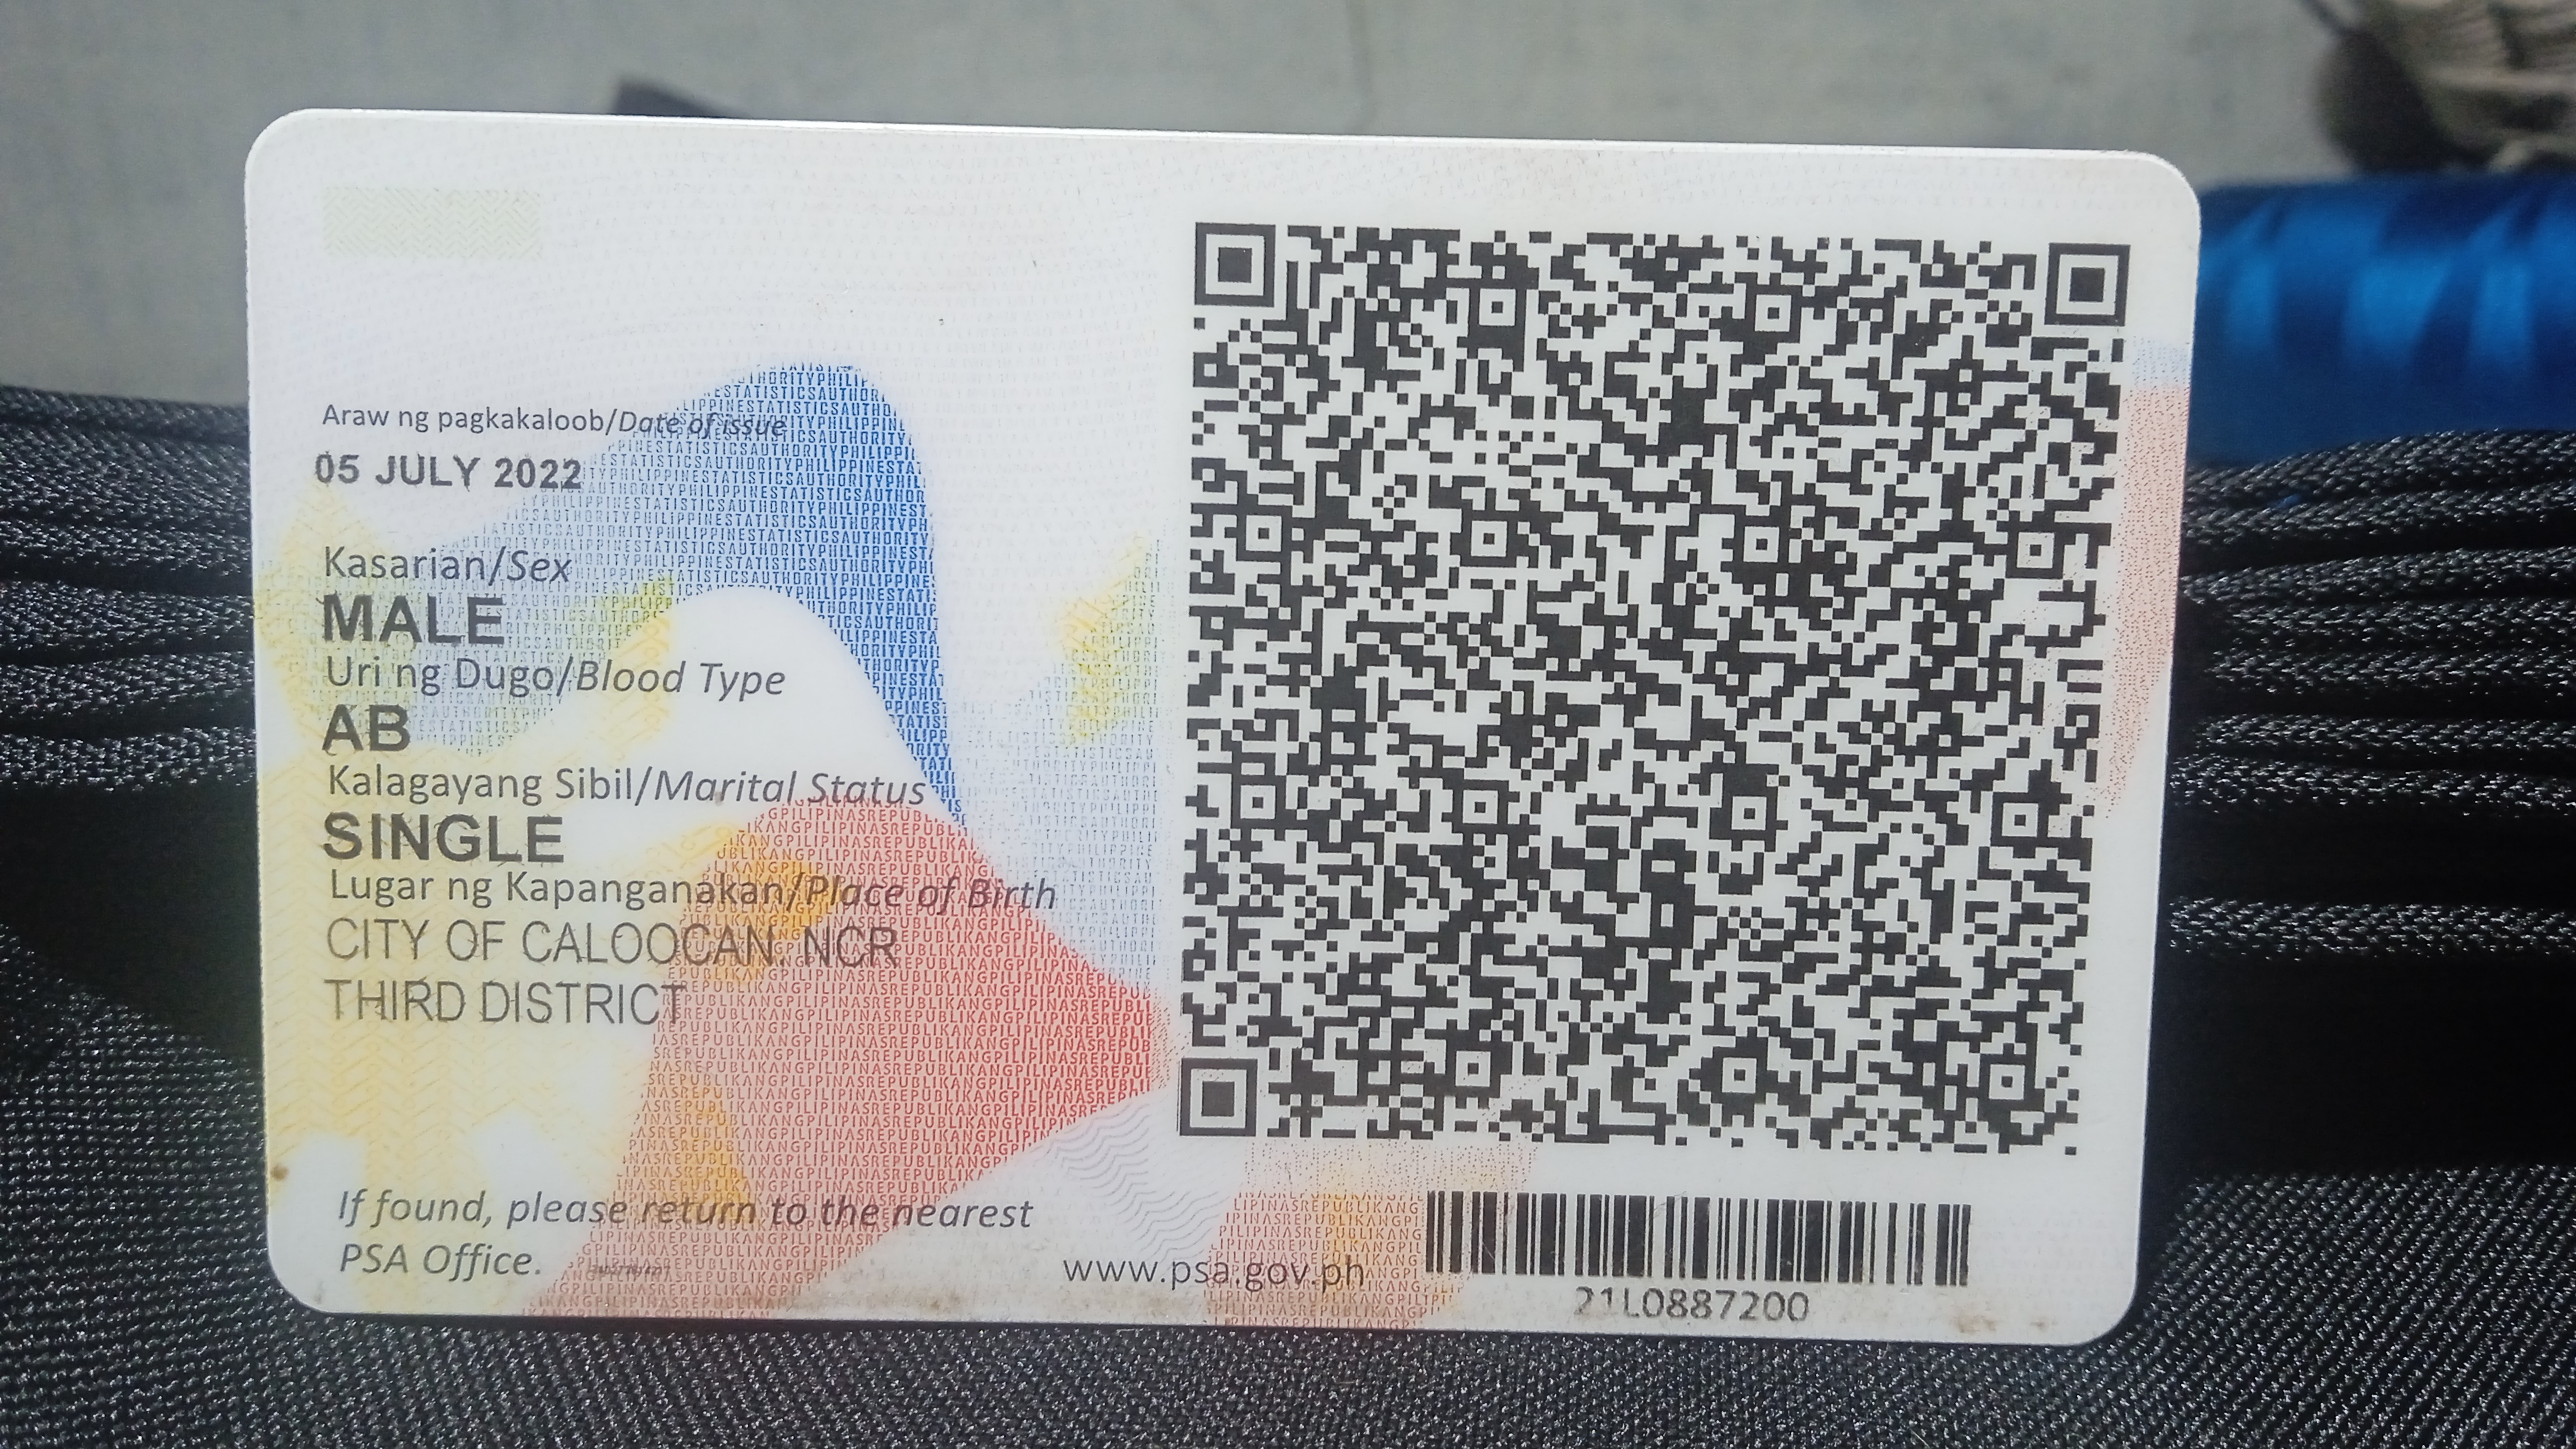 Araw ng pagkakaloob/Date of issue
05 JULY 2022
Kasarian/Sex
MALE
Uri ng Dugo/Blood Type
AB
Kalagayang Sibil/Marital Status
SINGLE
Lugar ng Kapanganakan/Place of Birth
CITY OF CALOOCAN. NCR
THIRD DISTRICT
If found, please return to the nearest
PSA Office.
www.psa.gov.ph
21L0887200